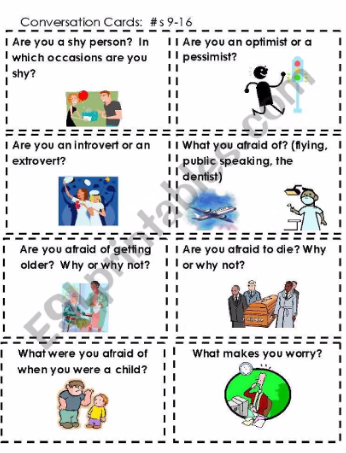 Conversation Cards: #s 9-16
Are you a shy person? In
which occasions are you
shy?
Are you an optimist or a
pessimist?
Are you an introvert or an
extrovert?
What you afraid of? (flying,
public speaking, the
dentist)
Are you afraid of getting
older? Why or why not?
Are you afraid to die? Why
or why not?
What were you afraid of
when you were a child?
What makes you worry?
ESLprintables.com